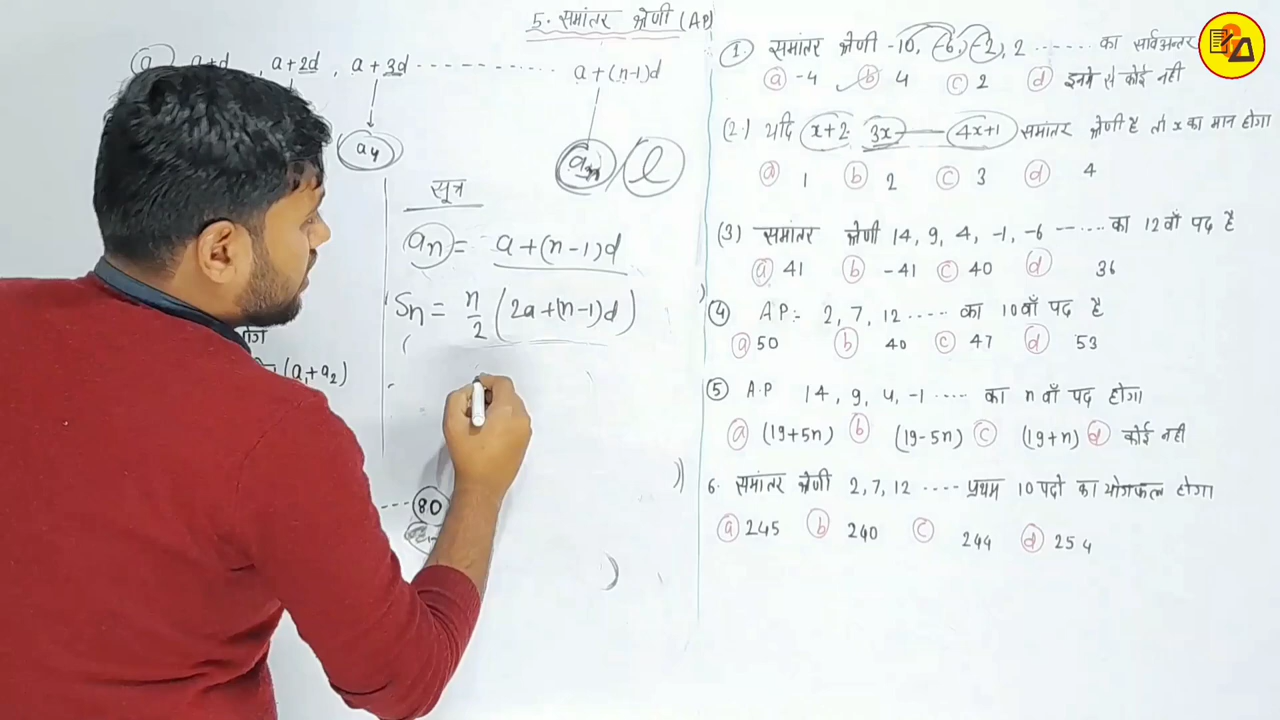 5. समांतर श्रेणी (AP)
a, a+d, a+2d, a+3d ------------- a+(n-1)d
a4
an / l
सूत्र
an = a+(n-1)d
Sn = n/2 (2a+(n-1)d)
(a1+a2)
80
(1.) समांतर श्रेणी -10, -6, -2, 2 ....... का सार्वअन्तर
(a) -4 (b) 4 (c) 2 (d) इनमे से कोई नही
(2.) यदि x+2, 3x 4x+1 समांतर श्रेणी है तो x का मान होगा
(a) 1 (b) 2 (c) 3 (d) 4
(3) समांतर श्रेणी 14, 9, 4, -1, -6 ------ का 12 वाँ पद है
(a) 41 (b) -41 (c) 40 (d) 36
(4) AP:- 2, 7, 12 ...... का 10 वाँ पद है
(a) 50 (b) 40 (c) 47 (d) 53
(5) A.P 14, 9, 4, -1 ..... का n वाँ पद होगा
(a) (19+5n) (b) (19-5n) (c) (19+n) (d) कोई नही
6. समांतर श्रेणी 2, 7, 12 ..... प्रथम 10 पदो का योगफल होगा
(a) 245 (b) 240 (c) 244 (d) 254